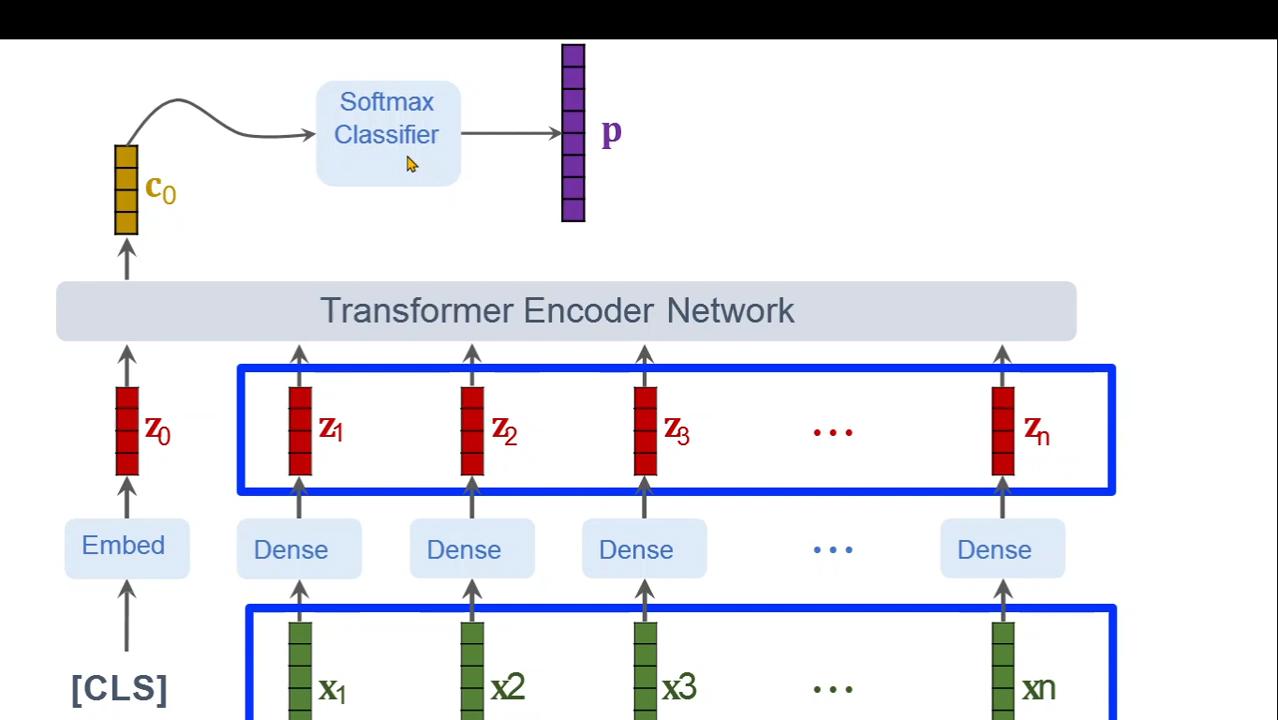 Softmax
Classifier
p
c0
Transformer Encoder Network
z0 z1 z2 z3 ... zn
Embed Dense Dense Dense ... Dense
[CLS] x1 x2 x3 ... xn